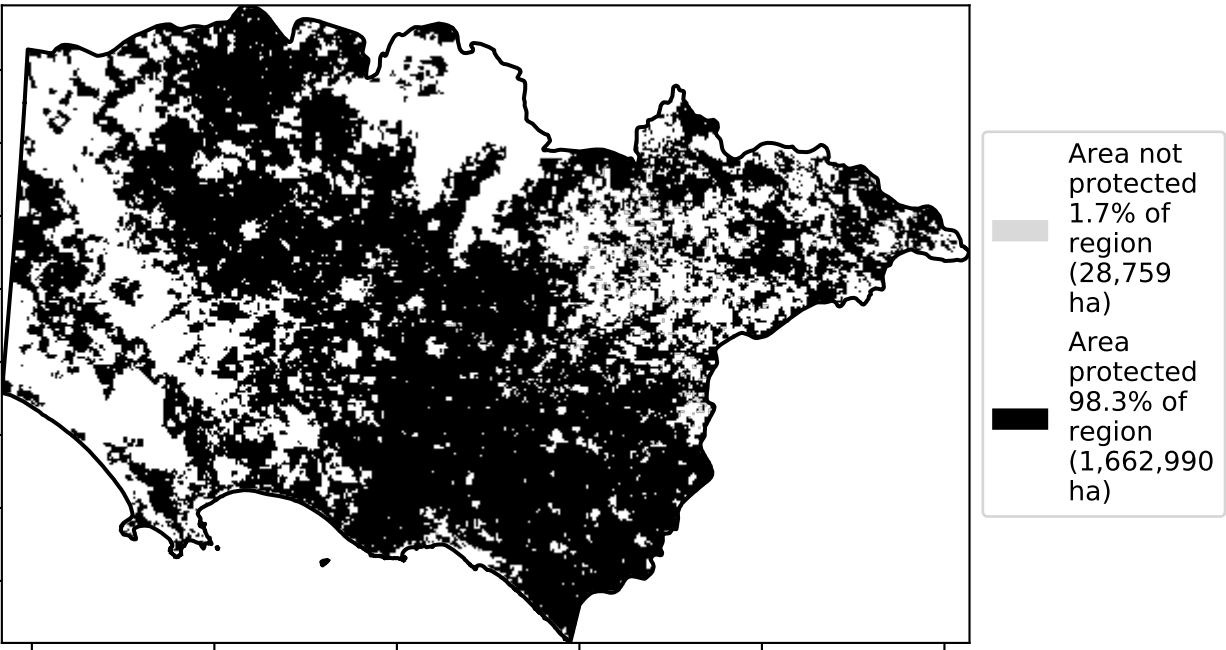 Area not
protected
1.7% of
region
(28,759
ha)
Area
protected
98.3% of
region
(1,662,990
ha)